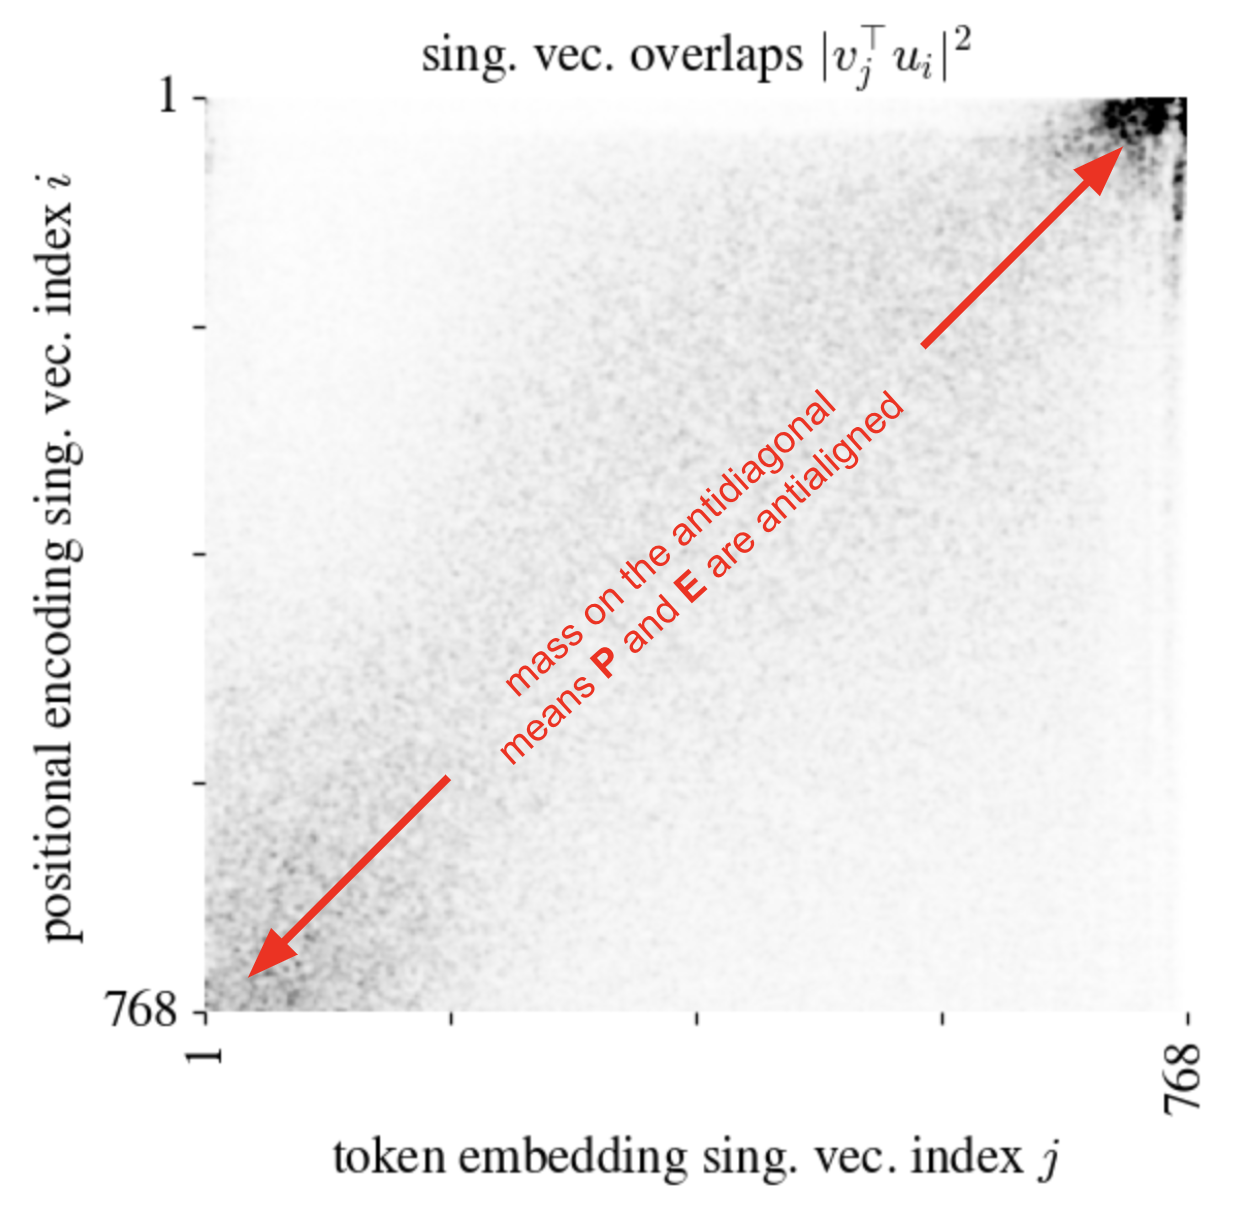 sing. vec. overlaps |v_j^⊤ u_i|^2
1
positional encoding sing. vec. index i
mass on the antidiagonal
means P and E are antialigned
768
1
768
token embedding sing. vec. index j